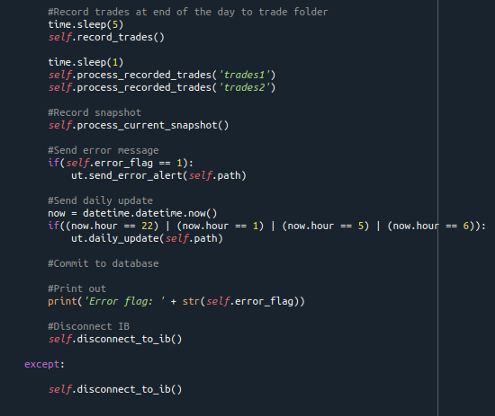 #Record trades at end of the day to trade folder
time.sleep(5)
self.record_trades()
time.sleep(1)
self.process_recorded_trades('trades1')
self.process_recorded_trades('trades2')
#Record snapshot
self.process_current_snapshot()
#Send error message
if(self.error_flag == 1):
ut.send_error_alert(self.path)
#Send daily update
now = datetime.datetime.now()
if((now.hour == 22) | (now.hour == 1) | (now.hour == 5) | (now.hour == 6)):
ut.daily_update(self.path)
#Commit to database
#Print out
print('Error flag: ' + str(self.error_flag))
#Disconnect IB
self.disconnect_to_ib()
except:
self.disconnect_to_ib()